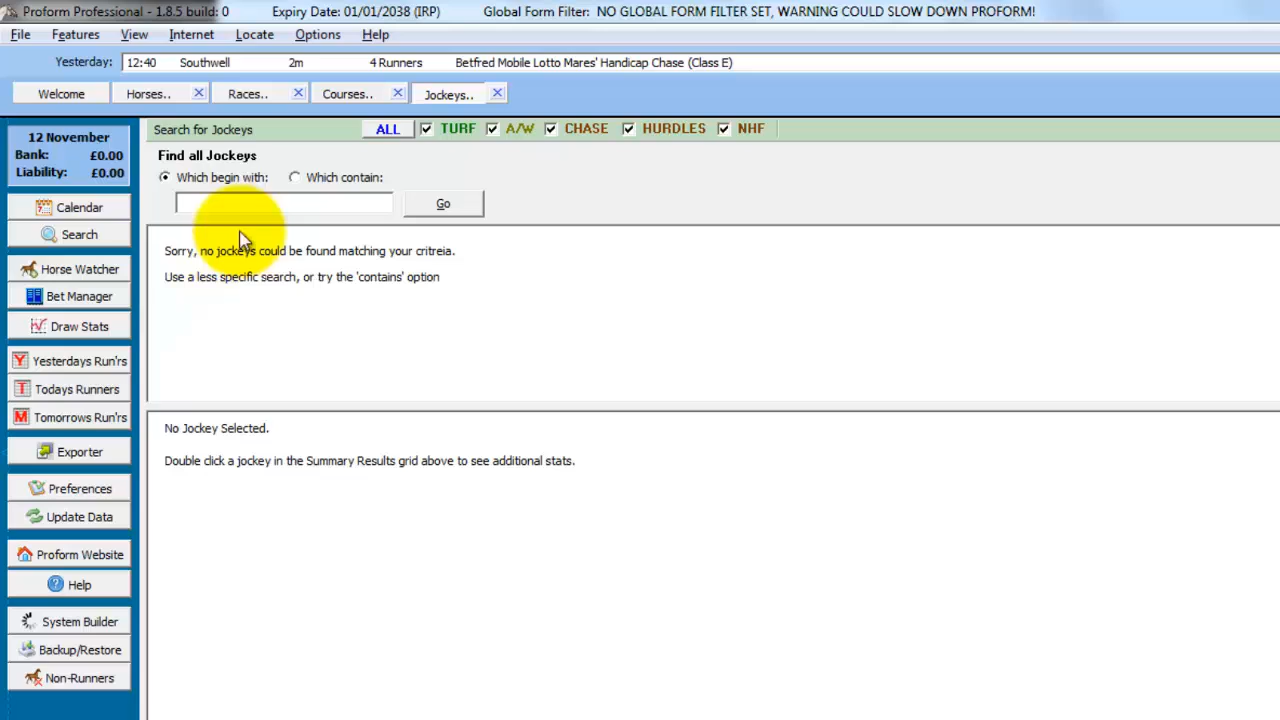 Proform Professional - 1.8.5 build: 0 Expiry Date: 01/01/2038 (IRP) Global Form Filter: NO GLOBAL FORM FILTER SET, WARNING COULD SLOW DOWN PROFORM!
File Features View Internet Locate Options Help
Yesterday: 12:40 Southwell 2m 4 Runners Betfred Mobile Lotto Mares' Handicap Chase (Class E)
Welcome Horses.. Races.. Courses.. Jockeys..
12 November
Bank: £0.00
Liability: £0.00
Calendar
Search
Horse Watcher
Bet Manager
Draw Stats
Yesterdays Run'rs
Todays Runners
Tomorrows Run'rs
Exporter
Preferences
Update Data
Proform Website
Help
System Builder
Backup/Restore
Non-Runners
Search for Jockeys ALL TURF A/W CHASE HURDLES NHF
Find all Jockeys
Which begin with: Which contain:
Go
Sorry, no jockeys could be found matching your critreia.
Use a less specific search, or try the 'contains' option
No Jockey Selected.
Double click a jockey in the Summary Results grid above to see additional stats.